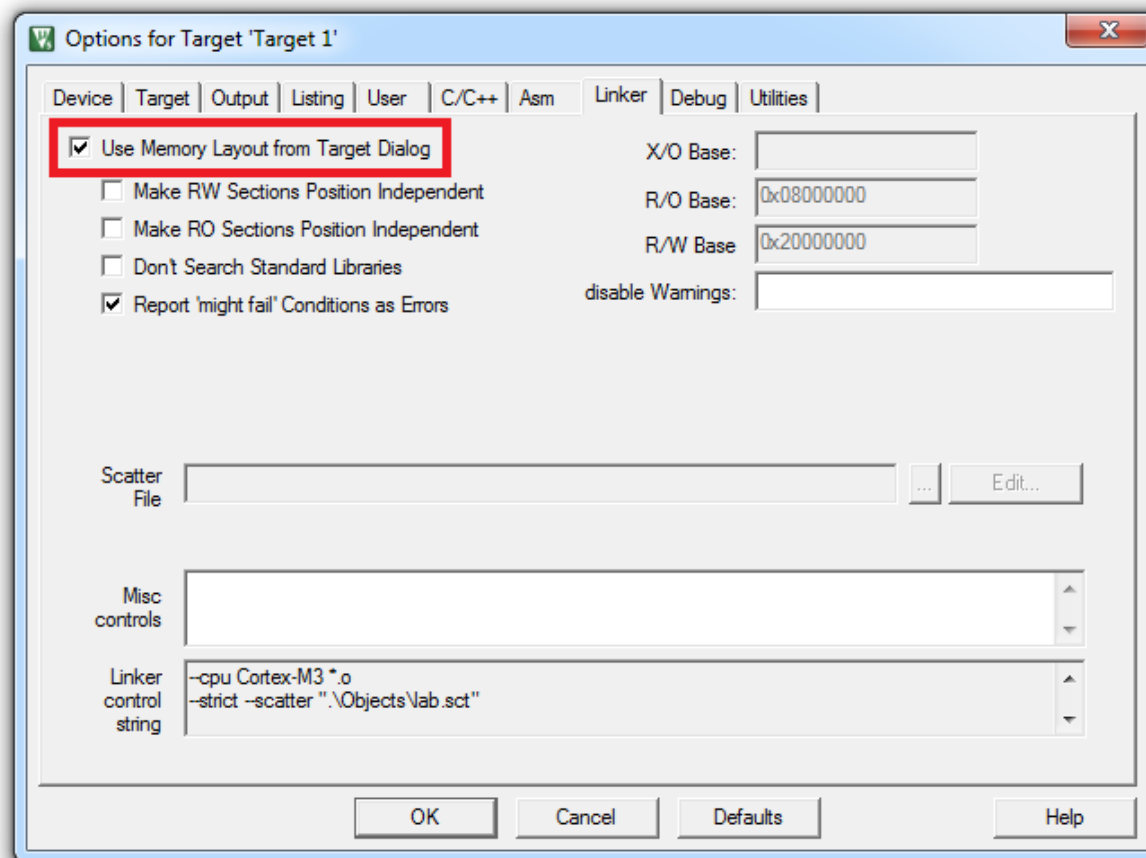 Options for Target 'Target 1'
Device Target Output Listing User C/C++ Asm Linker Debug Utilities
Use Memory Layout from Target Dialog
Make RW Sections Position Independent
Make RO Sections Position Independent
Don't Search Standard Libraries
Report 'might fail' Conditions as Errors
X/O Base:
R/O Base: 0x08000000
R/W Base 0x20000000
disable Warnings:
Scatter
File
... Edit...
Misc
controls
Linker
control
string
--cpu Cortex-M3 *.o
--strict --scatter ".\Objects\lab.sct"
OK Cancel Defaults Help